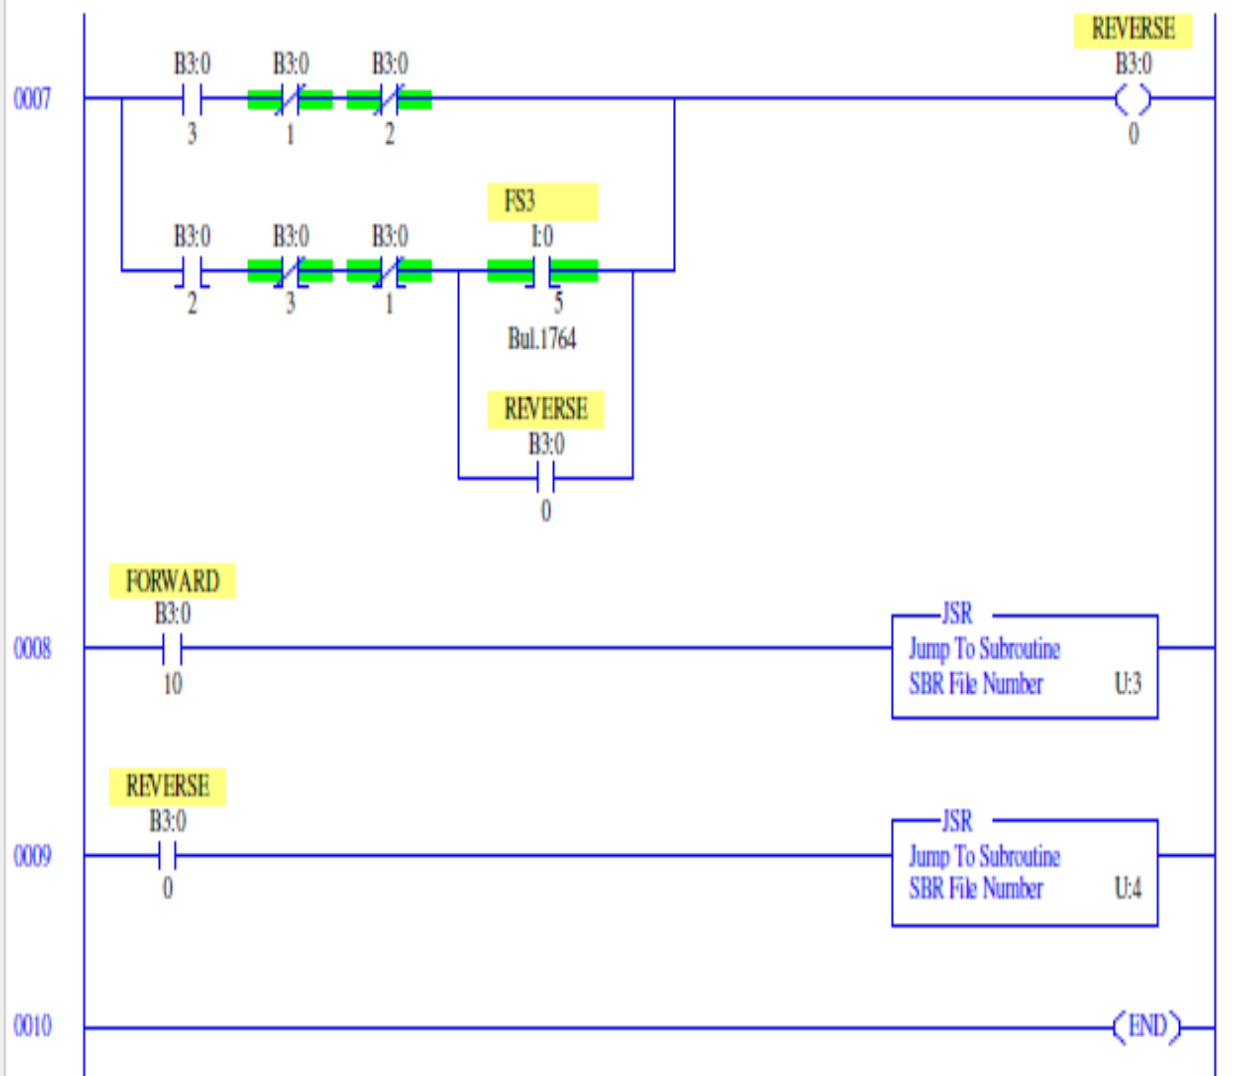 REVERSE
B3:0 B3:0 B3:0 B3:0
0007
3 1 2 0
FS3
B3:0 B3:0 B3:0 I:0
2 3 1 5
Bul.1764
REVERSE
B3:0
0
FORWARD
B3:0 JSR
0008 Jump To Subroutine
10 SBR File Number U:3
REVERSE
B3:0 JSR
0009 Jump To Subroutine
0 SBR File Number U:4
0010 END